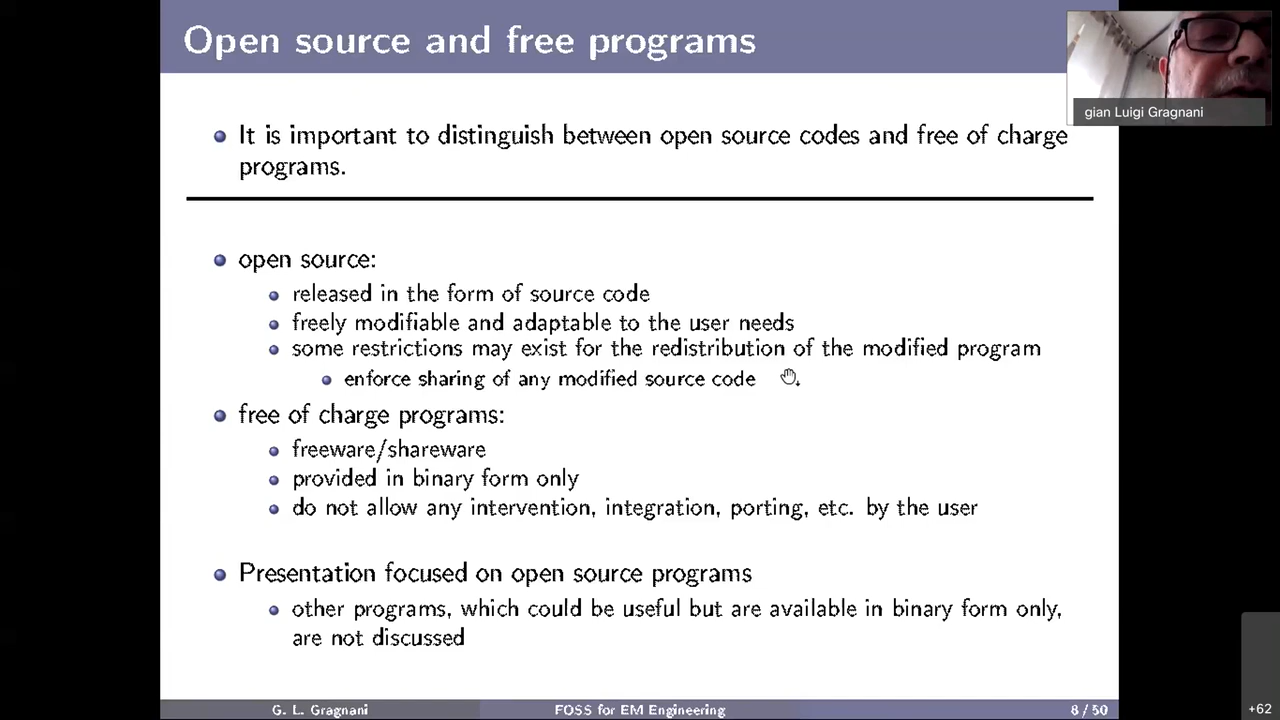 Open source and free programs
gian Luigi Gragnani
It is important to distinguish between open source codes and free of charge
programs.
open source:
released in the form of source code
freely modifiable and adaptable to the user needs
some restrictions may exist for the redistribution of the modified program
enforce sharing of any modified source code
free of charge programs:
freeware/shareware
provided in binary form only
do not allow any intervention, integration, porting, etc. by the user
Presentation focused on open source programs
other programs, which could be useful but are available in binary form only,
are not discussed
G. L. Gragnani FOSS for EM Engineering 8 / 50
+62